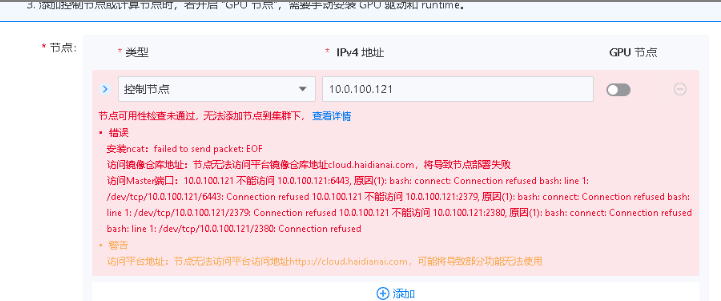 3. 添加控制节点或计算节点时，若开启 "GPU 节点"，需要手动安装 GPU 驱动和 runtime。
* 节点：
* 类型
* IPv4 地址
GPU 节点
控制节点
10.0.100.121
节点可用性检查未通过，无法添加节点到集群下， 查看详情
• 错误
安装ncat：failed to send packet: EOF
访问镜像仓库地址：节点无法访问平台镜像仓库地址cloud.haidianai.com，将导致节点部署失败
访问Master端口：10.0.100.121 不能访问 10.0.100.121:6443, 原因(1): bash: connect: Connection refused bash: line 1:
/dev/tcp/10.0.100.121/6443: Connection refused 10.0.100.121 不能访问 10.0.100.121:2379, 原因(1): bash: connect: Connection refused bash:
line 1: /dev/tcp/10.0.100.121/2379: Connection refused 10.0.100.121 不能访问 10.0.100.121:2380, 原因(1): bash: connect: Connection refused
bash: line 1: /dev/tcp/10.0.100.121/2380: Connection refused
• 警告
访问平台地址：节点无法访问平台访问地址https://cloud.haidianai.com，可能将导致部分功能无法使用
添加